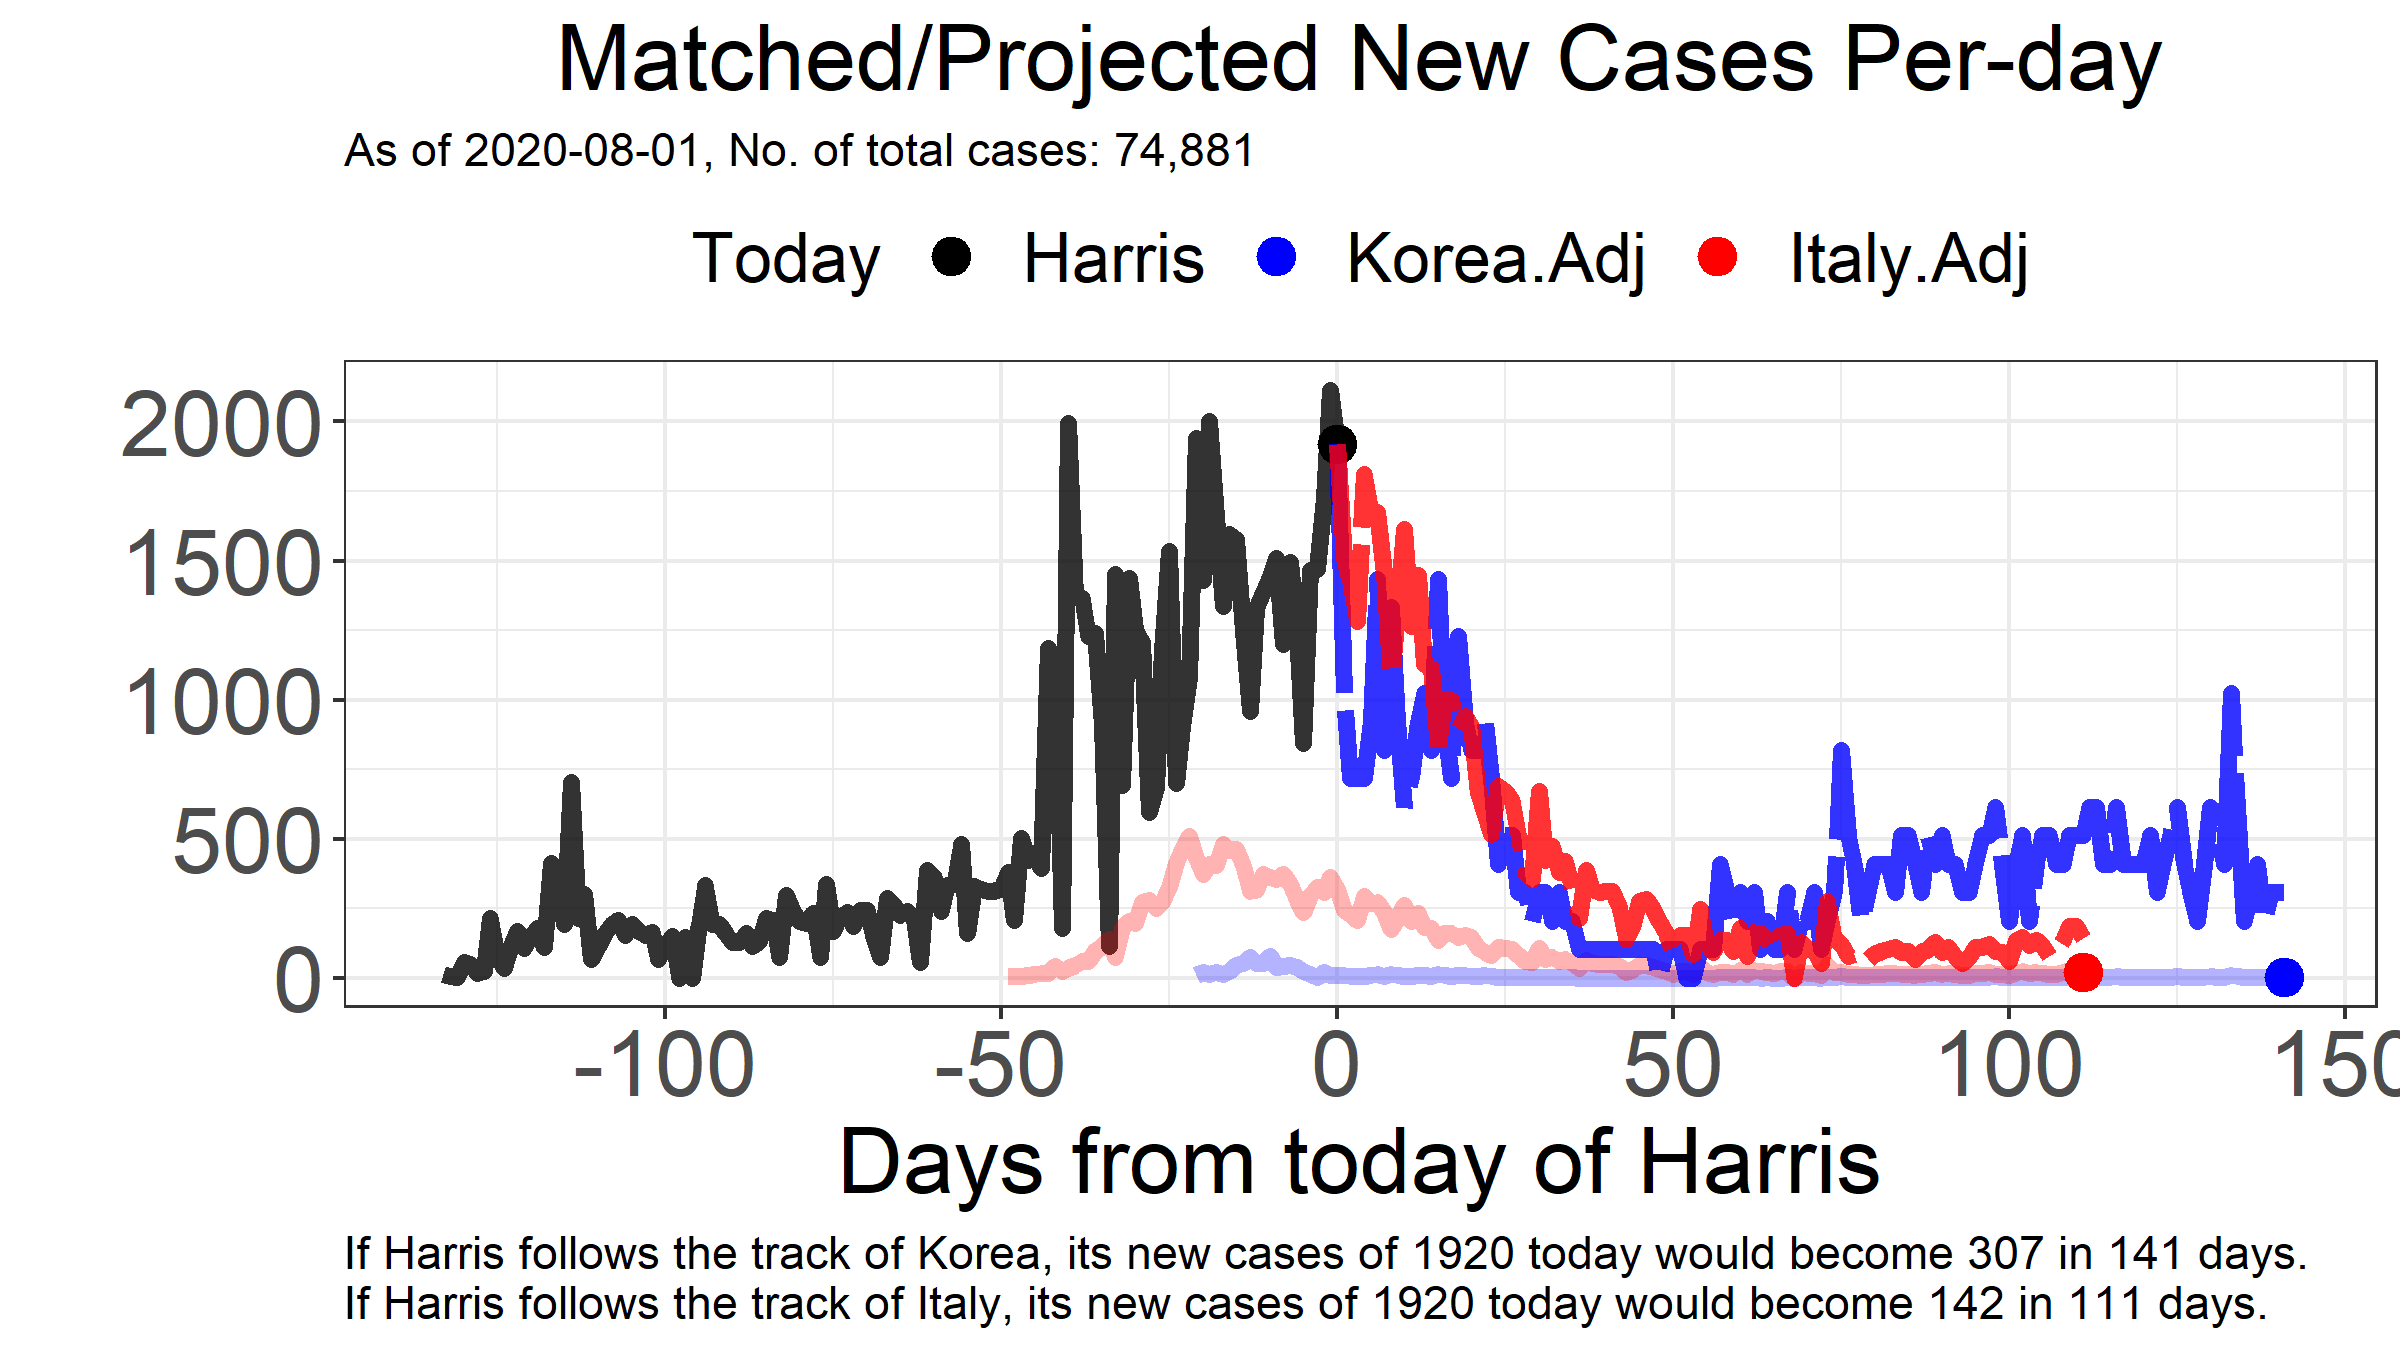 Matched/Projected New Cases Per-day
As of 2020-08-01, No. of total cases: 74,881
Today Harris Korea.Adj Italy.Adj
2000
1500
1000
500
0
-100 -50 0 50 100 150
Days from today of Harris
If Harris follows the track of Korea, its new cases of 1920 today would become 307 in 141 days.
If Harris follows the track of Italy, its new cases of 1920 today would become 142 in 111 days.